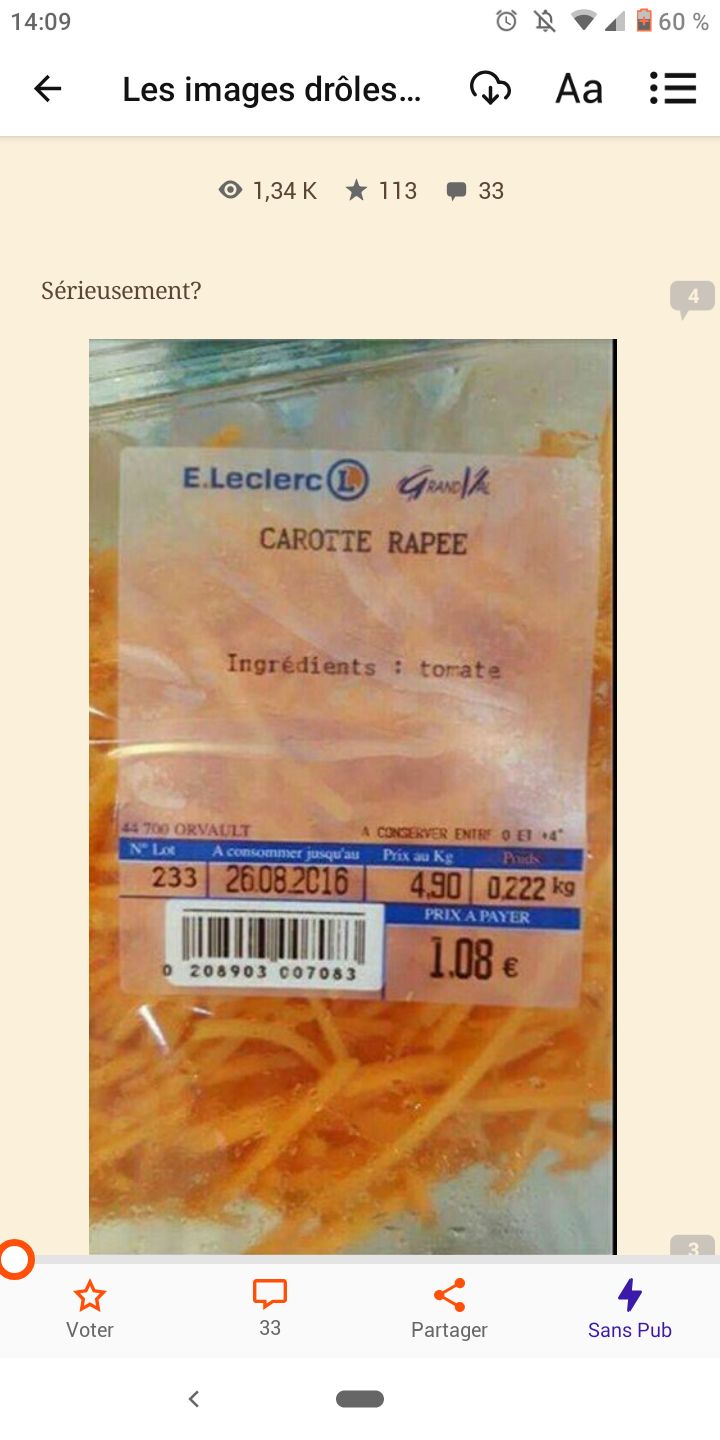 14:09
60 %
Les images drôles...
Aa
1,34 K 113 33
Sérieusement?
4
E.Leclerc L GRAND VAL
CAROTTE RAPEE
Ingrédients : tomate
44 700 ORVAULT A CONSERVER ENTRE 0 ET +4°
N° Lot A consommer jusqu'au Prix au Kg Poids
233 26.08.2016 4,90 0,222 kg
PRIX A PAYER
1.08 €
0 208903 007083
3
Voter 33 Partager Sans Pub